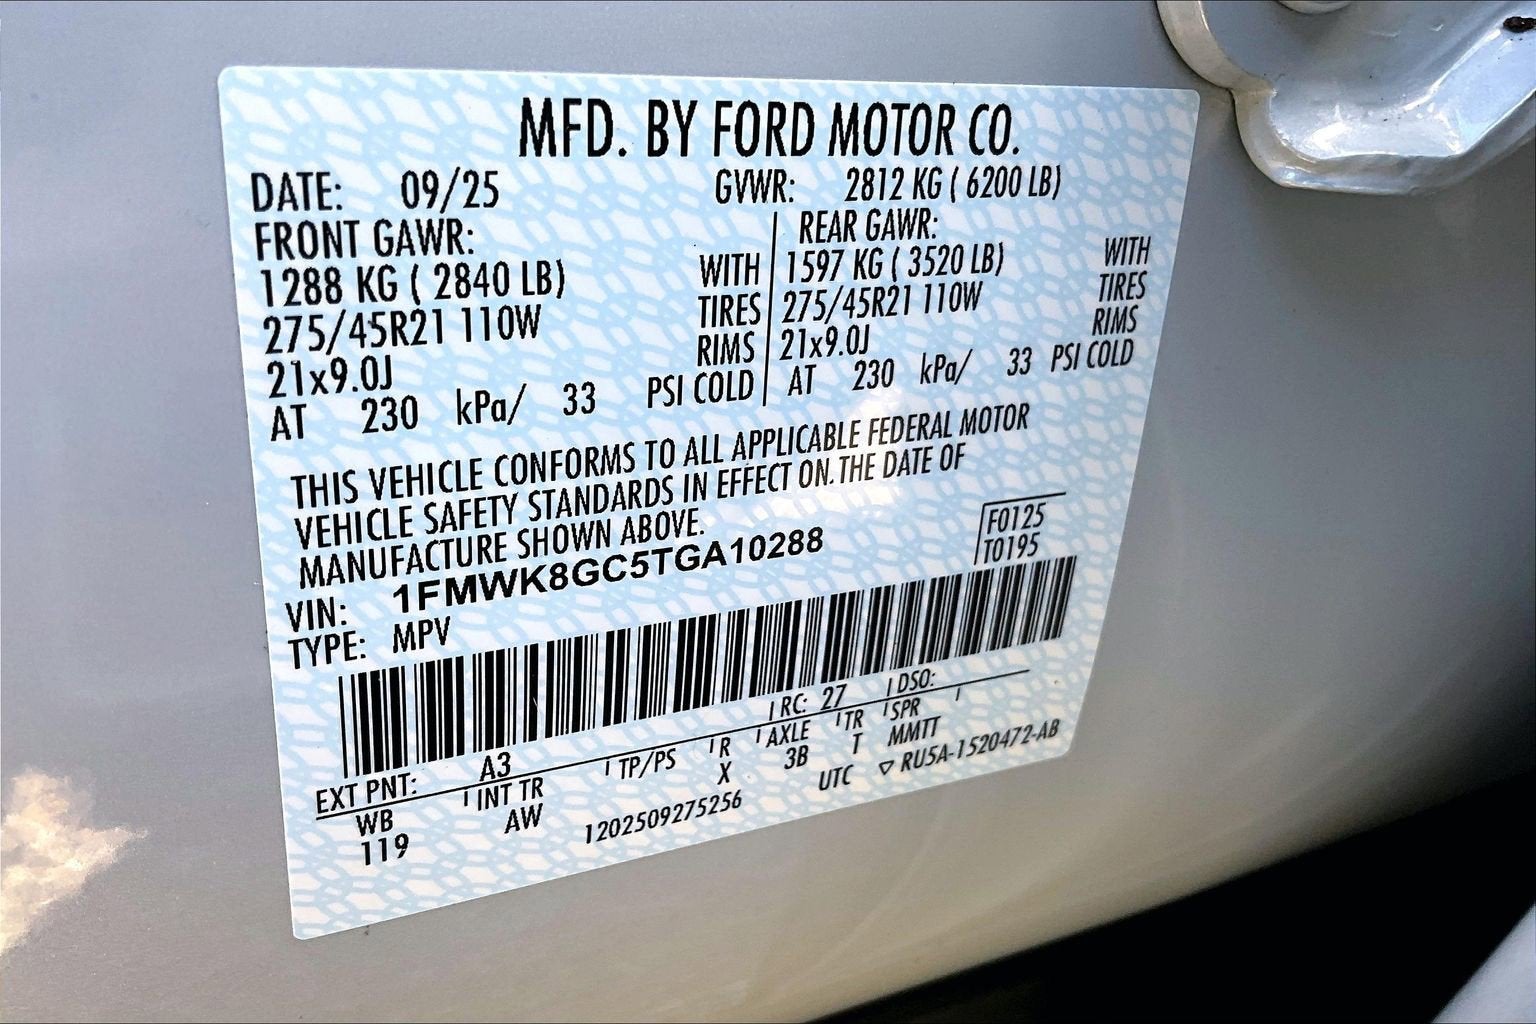 MFD. BY FORD MOTOR CO.
DATE: 09/25 GVWR: 2812 KG ( 6200 LB)
FRONT GAWR: REAR GAWR:
1288 KG ( 2840 LB) WITH 1597 KG ( 3520 LB) WITH
275/45R21 110W TIRES 275/45R21 110W TIRES
21x9.0J RIMS 21x9.0J RIMS
AT 230 kPa/ 33 PSI COLD AT 230 kPa/ 33 PSI COLD
THIS VEHICLE CONFORMS TO ALL APPLICABLE FEDERAL MOTOR
VEHICLE SAFETY STANDARDS IN EFFECT ON THE DATE OF
MANUFACTURE SHOWN ABOVE.
VIN: 1FMWK8GC5TGA10288
F0125
T0195
TYPE: MPV
EXT PNT: A3 RC: 27 DSO:
WB INT TR TP/PS R AXLE TR SPR
119 AW X 3B T MMTT
1202509275256 UTC ▽ RU5A-1520472-AB